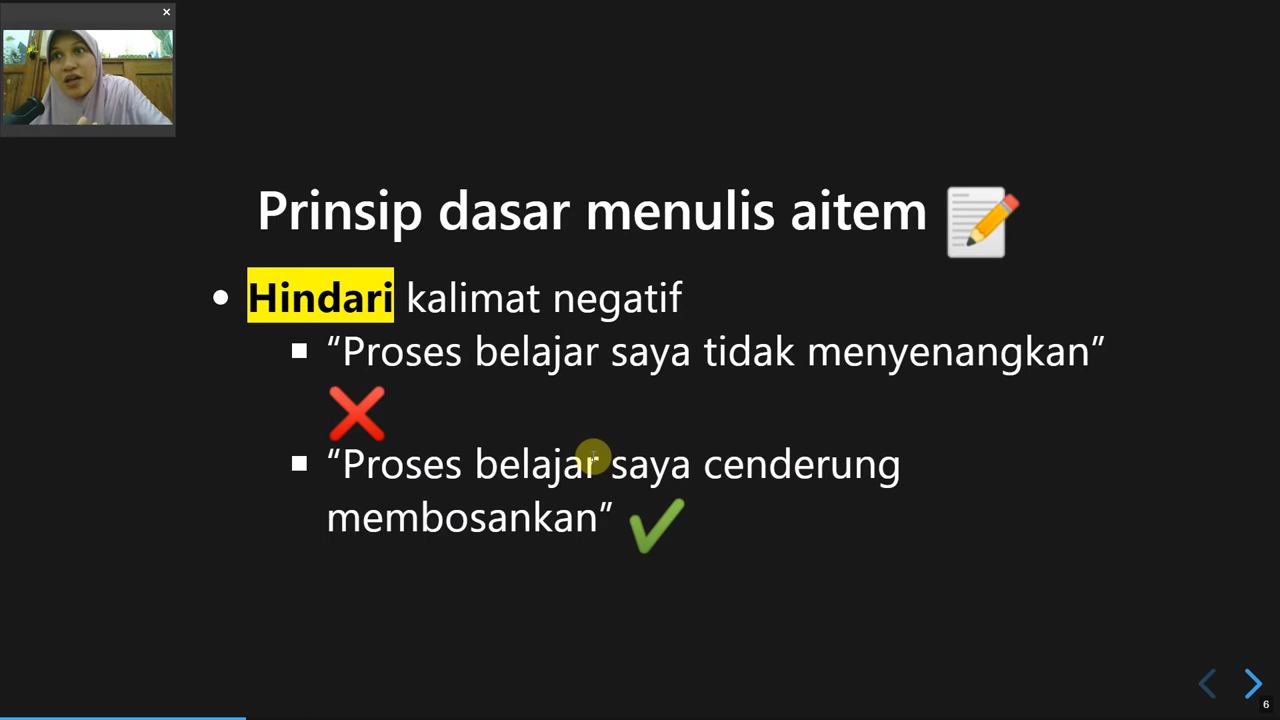 Prinsip dasar menulis aitem
Hindari kalimat negatif
“Proses belajar saya tidak menyenangkan”
“Proses belajar saya cenderung
membosankan”
6